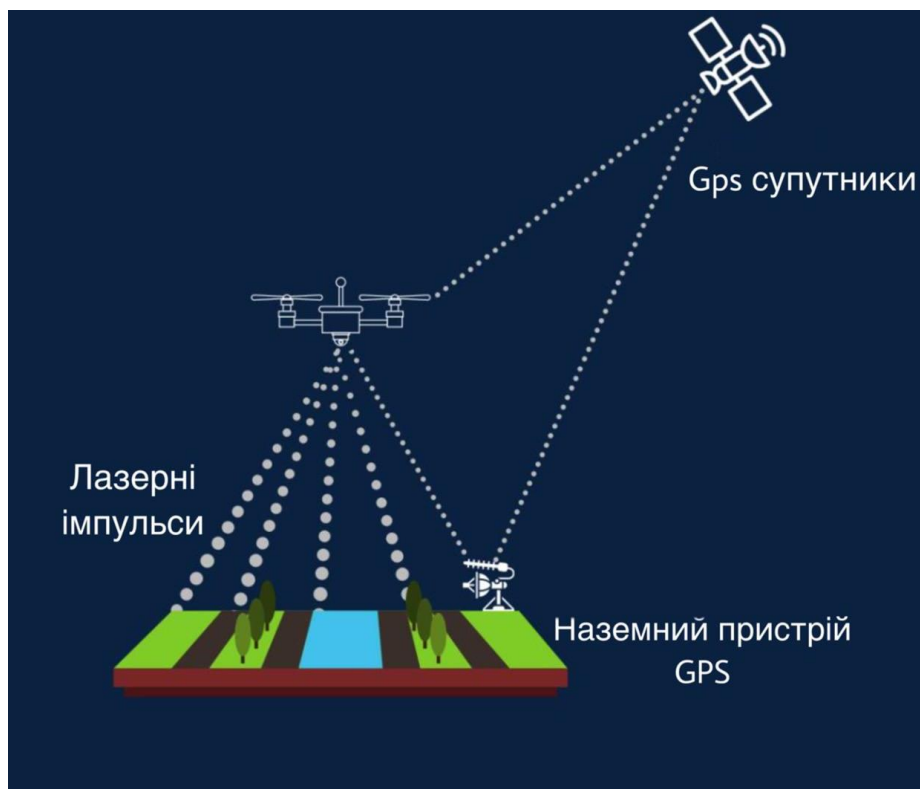 Gps супутники
Лазерні
імпульси
Наземний пристрій
GPS